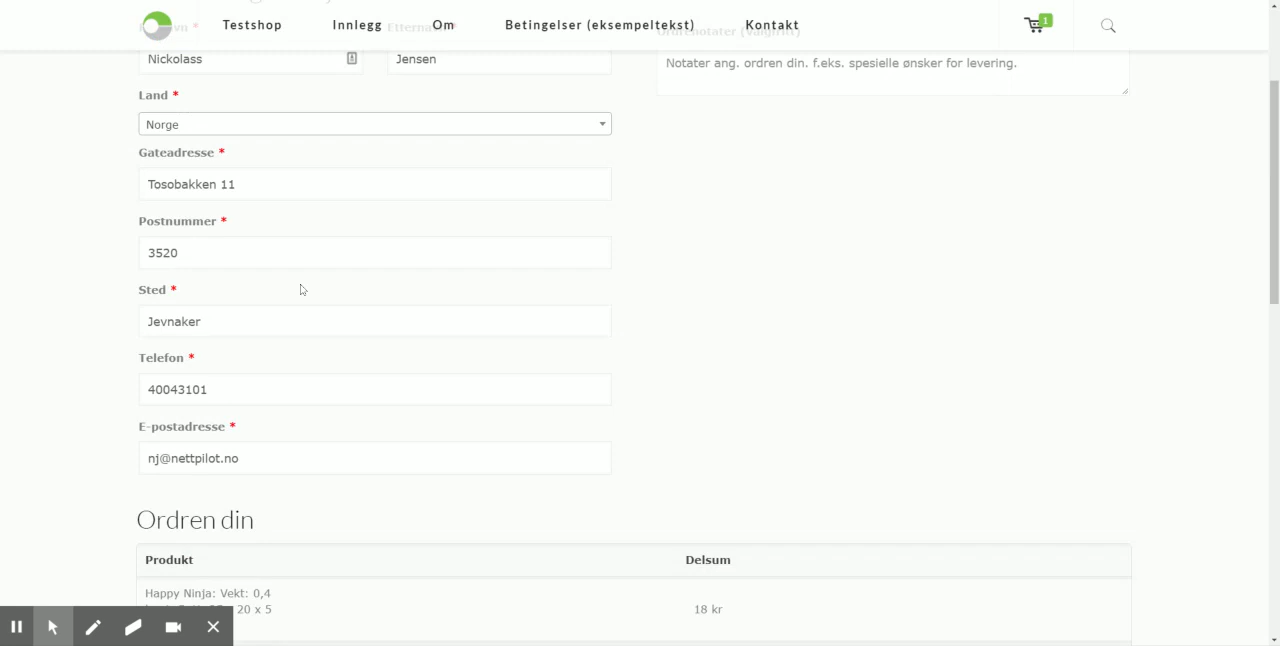 Testshop Innlegg Om Betingelser (eksempeltekst) Kontakt 1
Nickolass Jensen
Notater ang. ordren din. f.eks. spesielle ønsker for levering.
Land *
Norge
Gateadresse *
Tosobakken 11
Postnummer *
3520
Sted *
Jevnaker
Telefon *
40043101
E-postadresse *
nj@nettpilot.no
Ordren din
Produkt Delsum
Happy Ninja: Vekt: 0,4
20 x 5 18 kr